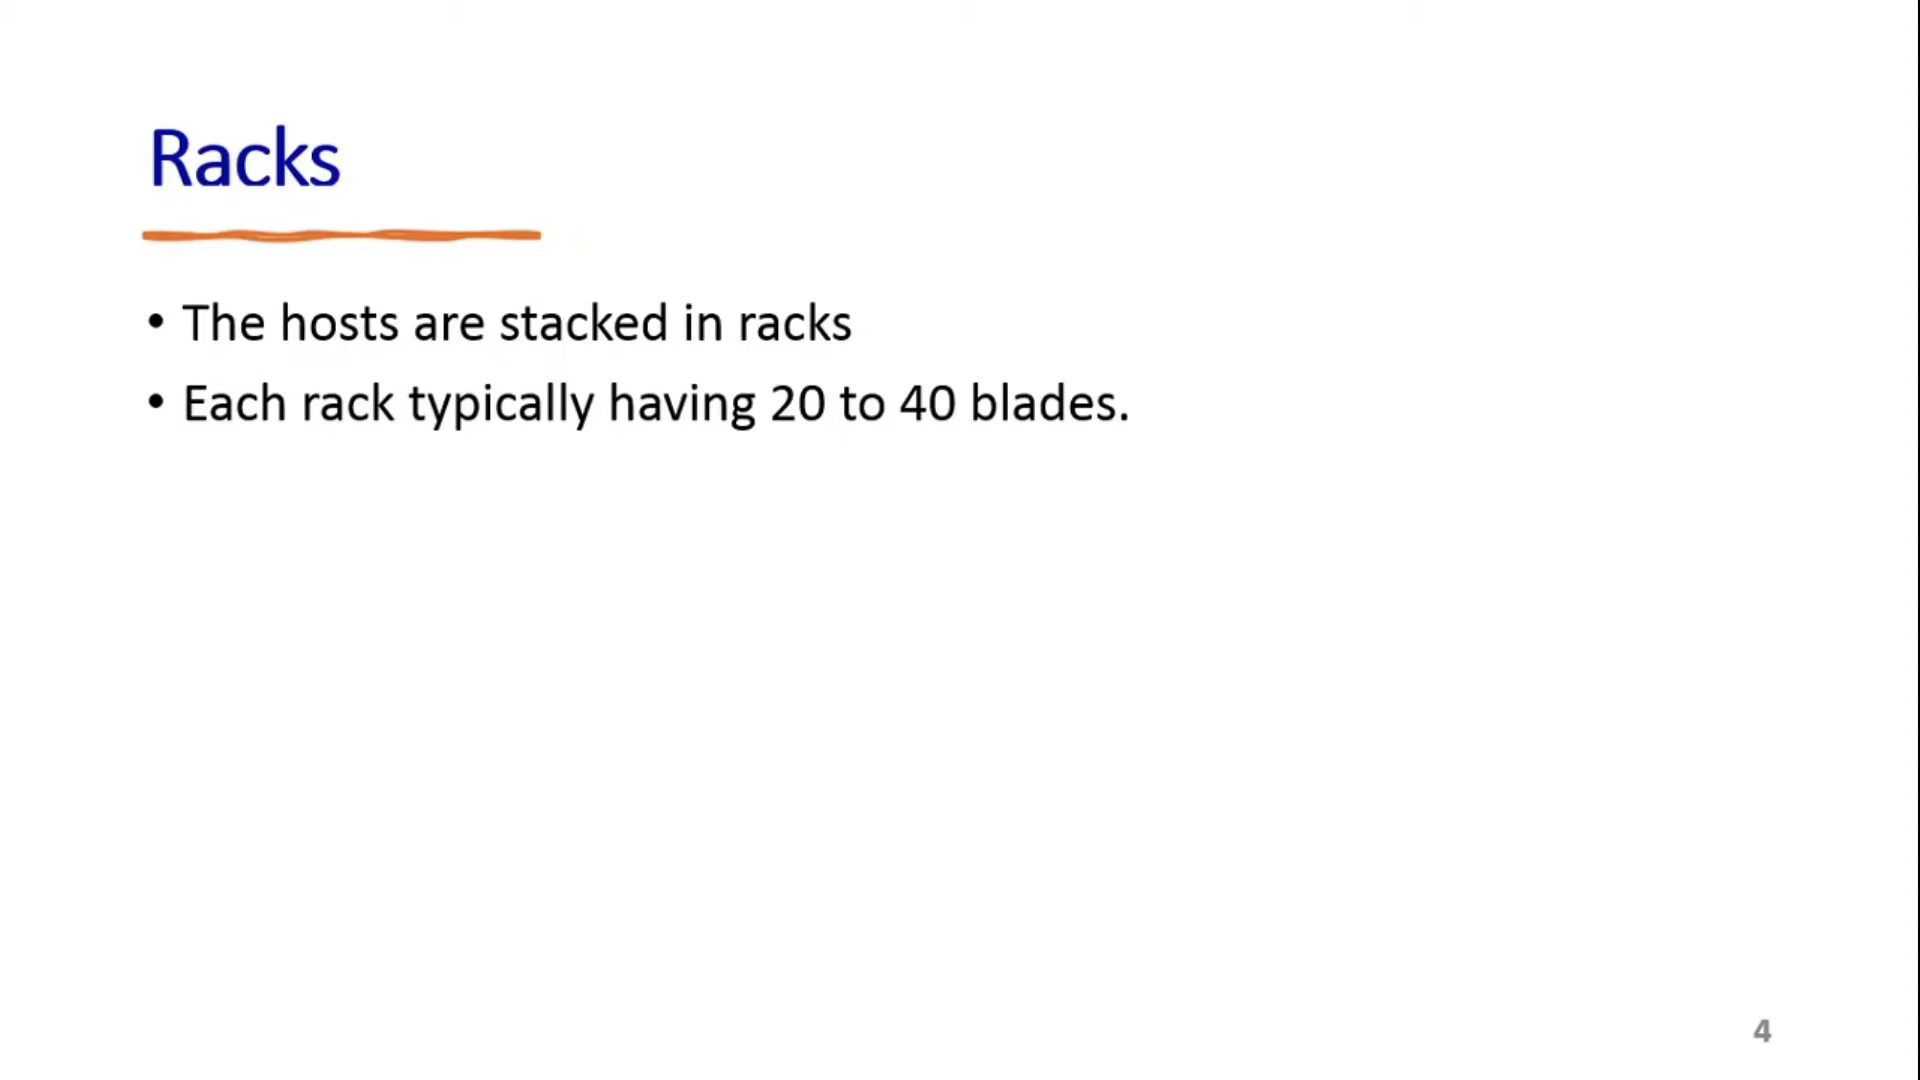 Racks
• The hosts are stacked in racks
• Each rack typically having 20 to 40 blades.
4